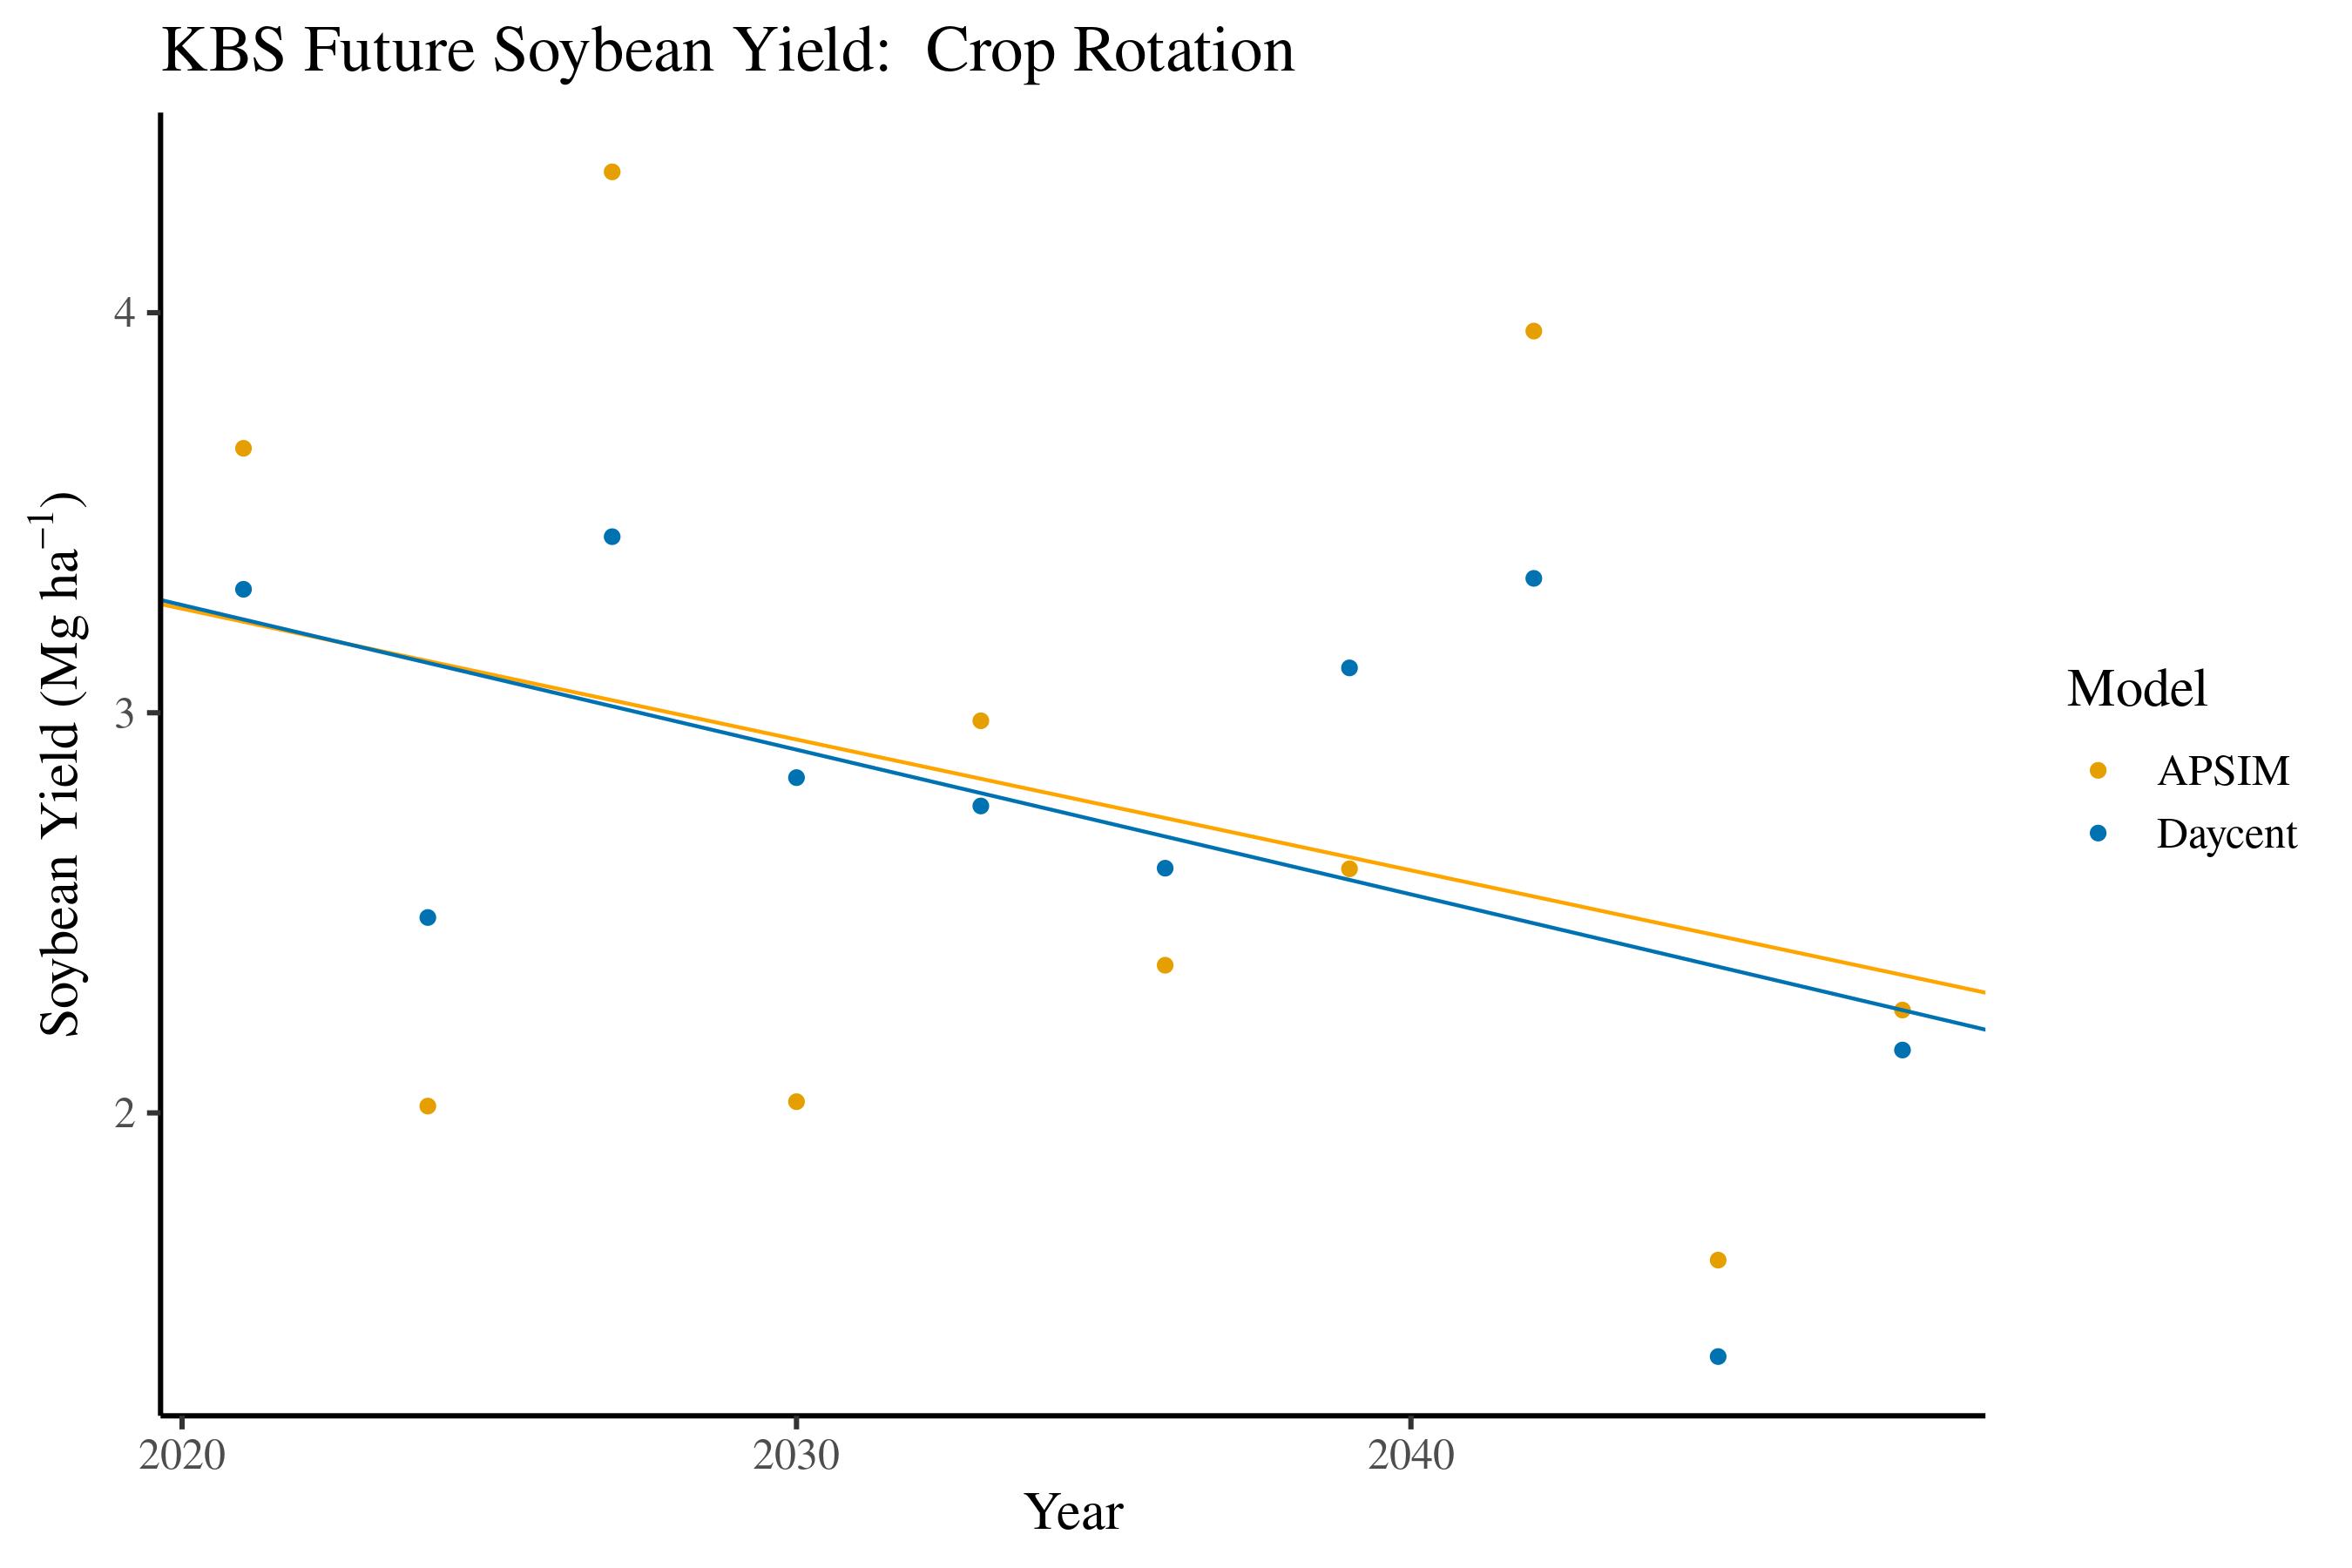 KBS Future Soybean Yield:  Crop Rotation
Soybean Yield (Mg ha⁻¹)
4
3
2
2020
2030
2040
Year
Model
APSIM
Daycent